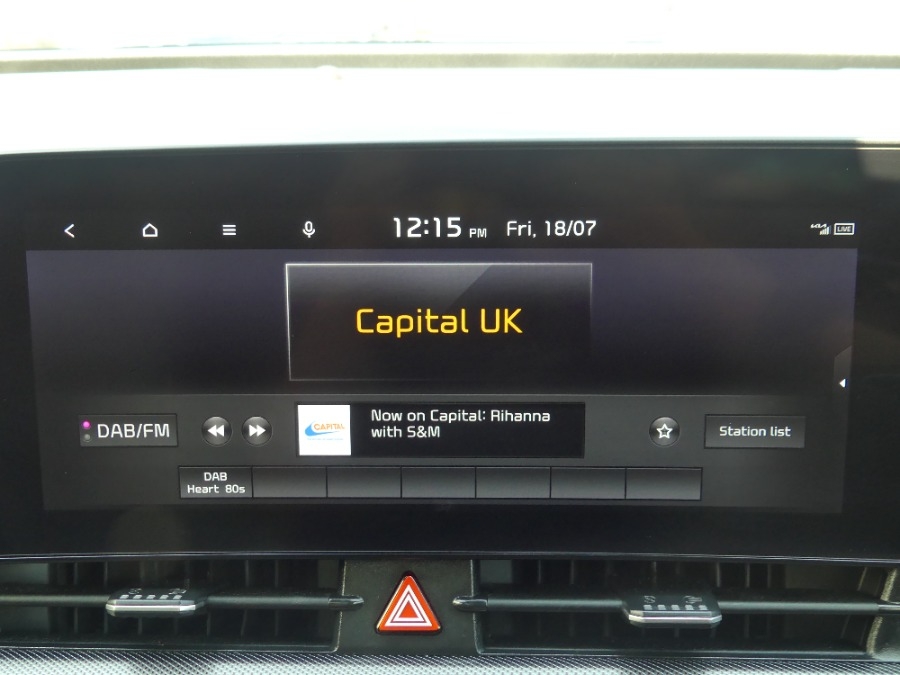 12:15 PM Fri, 18/07
LIVE
Capital UK
DAB/FM
CAPITAL
Now on Capital: Rihanna
with S&M
Station list
DAB
Heart 80s